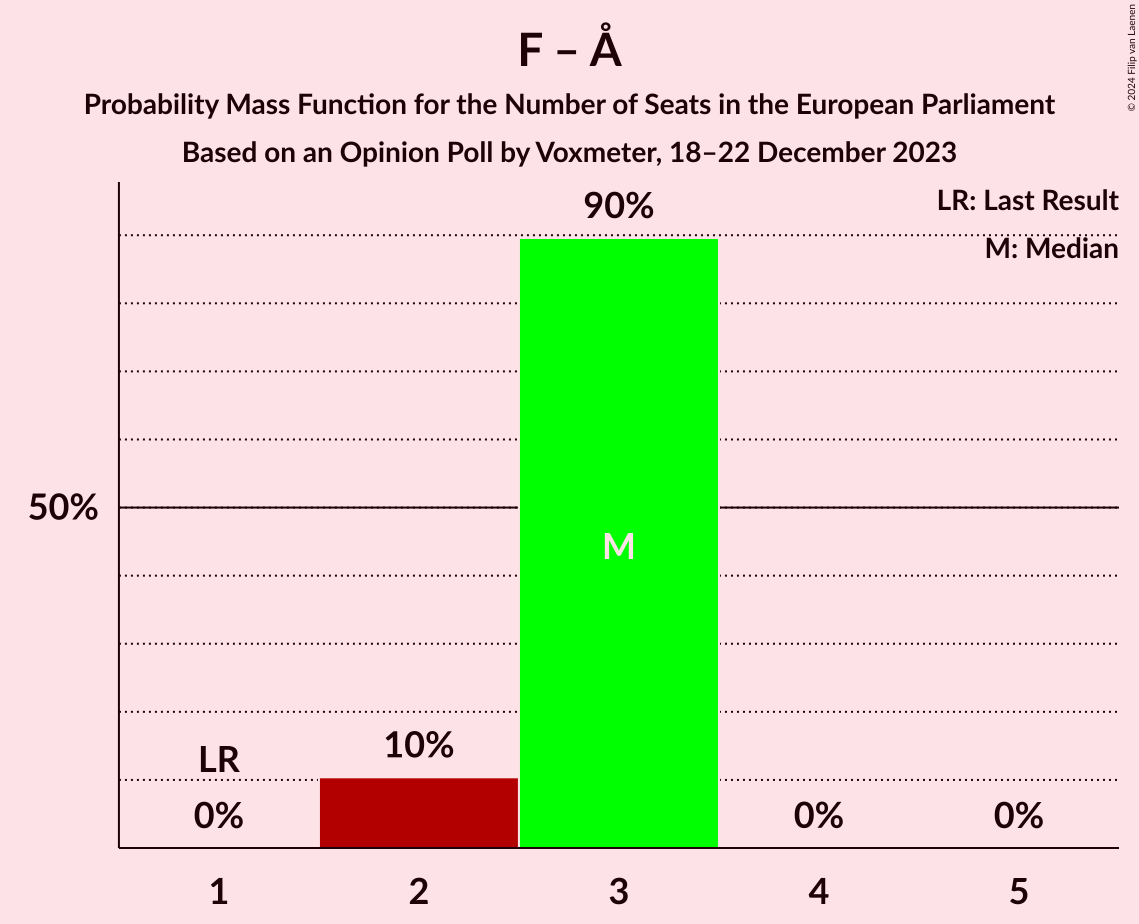 F – Å
Probability Mass Function for the Number of Seats in the European Parliament
Based on an Opinion Poll by Voxmeter, 18–22 December 2023
© 2024 Filip van Laenen
LR: Last Result
M: Median
90%
50%
M
LR
10%
0%
0%
0%
1 2 3 4 5